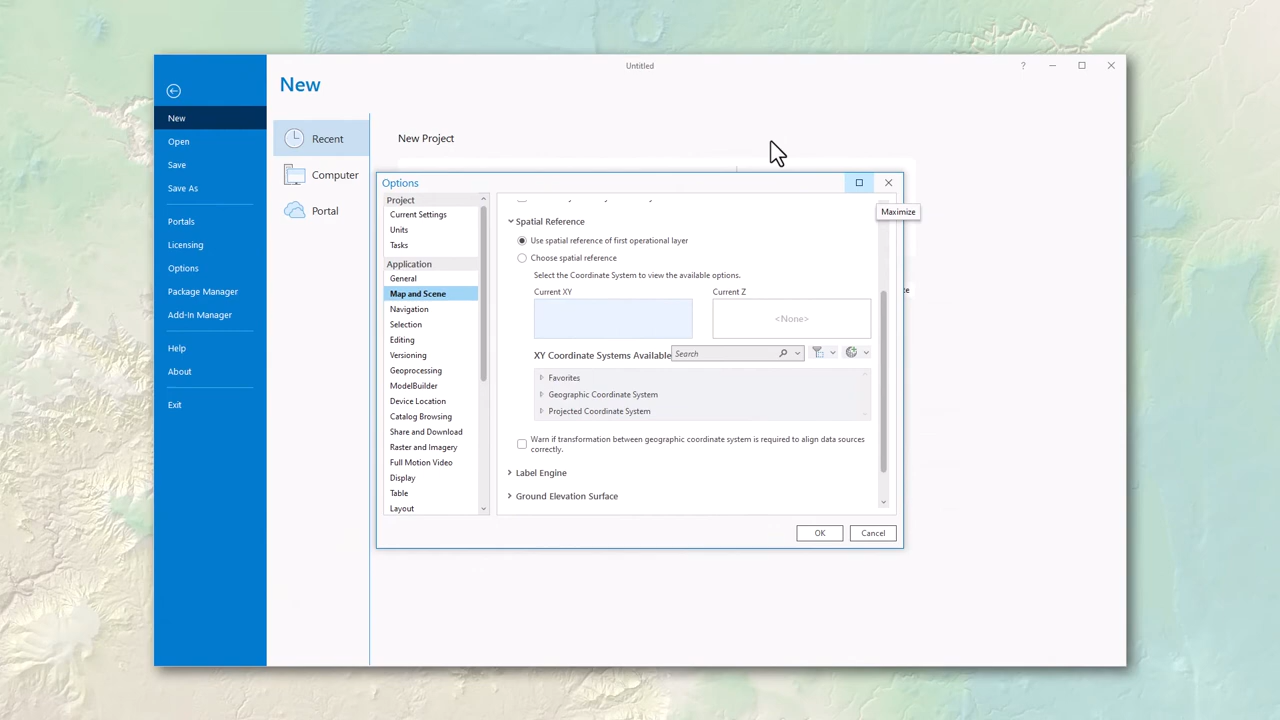 Untitled
?
New
New
Open
Save
Save As
Portals
Licensing
Options
Package Manager
Add-In Manager
Help
About
Exit
Recent
Computer
Portal
New Project
Options
Maximize
Project
Current Settings
Units
Tasks
Application
General
Map and Scene
Navigation
Selection
Editing
Versioning
Geoprocessing
ModelBuilder
Device Location
Catalog Browsing
Share and Download
Raster and Imagery
Full Motion Video
Display
Table
Layout
Spatial Reference
Use spatial reference of first operational layer
Choose spatial reference
Select the Coordinate System to view the available options.
Current XY
Current Z
<None>
XY Coordinate Systems Available
Search
Favorites
Geographic Coordinate System
Projected Coordinate System
Warn if transformation between geographic coordinate system is required to align data sources
correctly.
Label Engine
Ground Elevation Surface
OK
Cancel